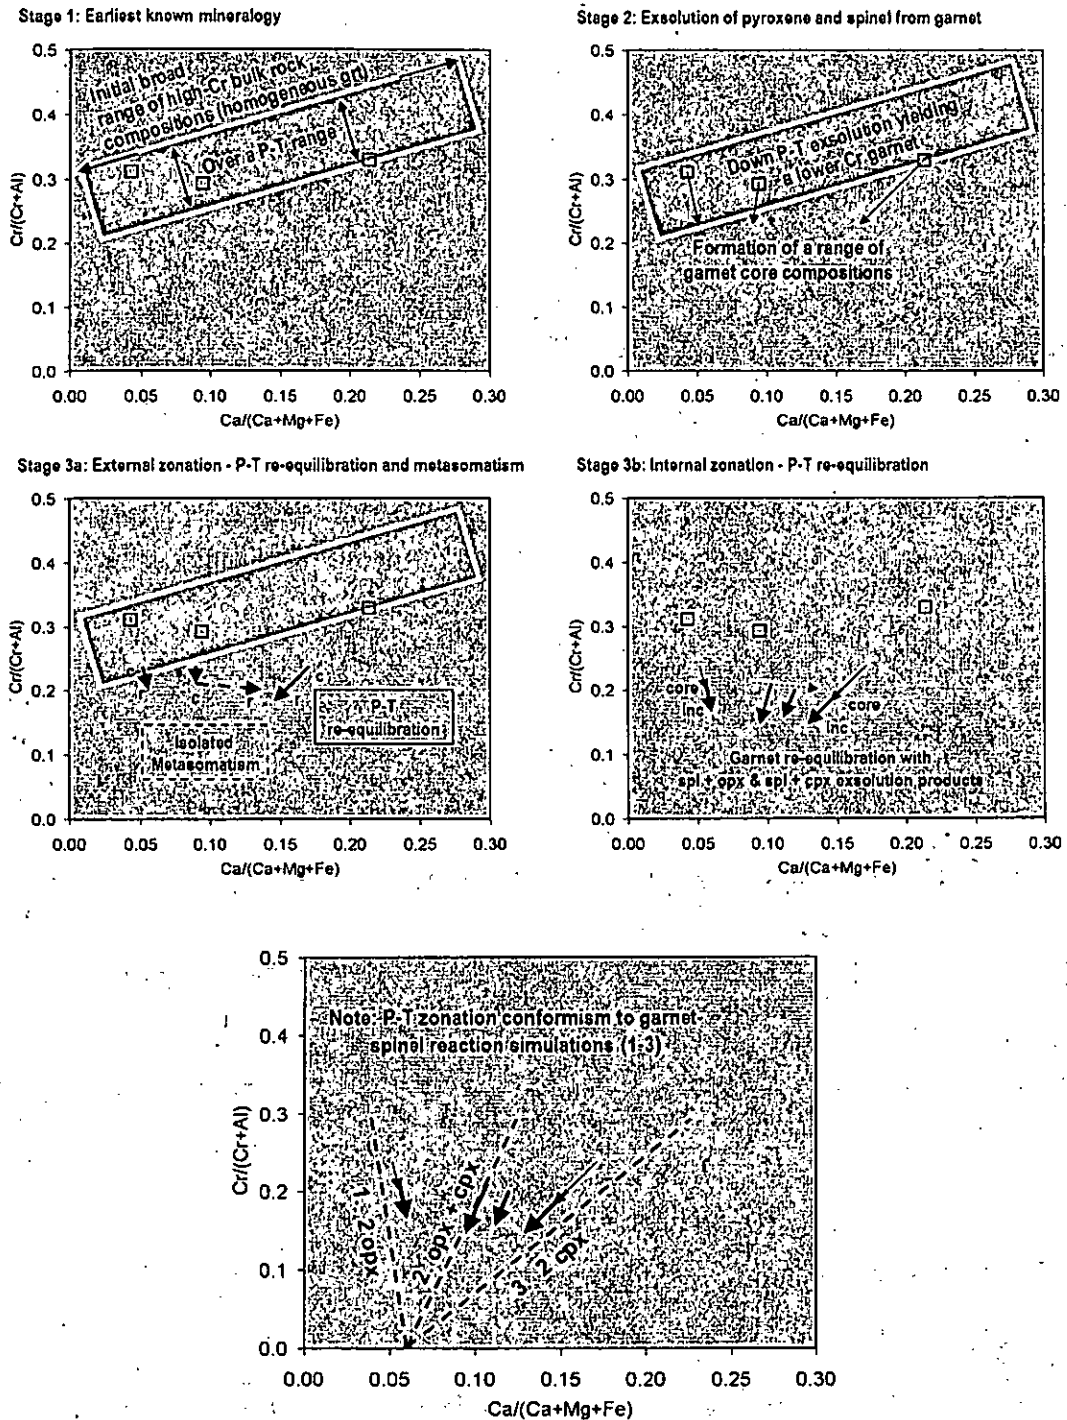 Stage 1: Earliest known mineralogy
0.5
0.4
0.3
0.2
0.1
0.0
Cr/(Cr+Al)
Initial broad
range of high-Cr bulk rock
compositions (homogeneous grt)
Over a P-T range
0.00 0.05 0.10 0.15 0.20 0.25 0.30
Ca/(Ca+Mg+Fe)
Stage 2: Exsolution of pyroxene and spinel from garnet
0.5
0.4
0.3
0.2
0.1
0.0
Cr/(Cr+Al)
Down P-T exsolution yielding
a lower Cr garnet
Formation of a range of
garnet core compositions
0.00 0.05 0.10 0.15 0.20 0.25 0.30
Ca/(Ca+Mg+Fe)
Stage 3a: External zonation - P-T re-equilibration and metasomatism
0.5
0.4
0.3
0.2
0.1
0.0
Cr/(Cr+Al)
c
r
c
r
c
P-T
re-equilibration
Isolated
Metasomatism
0.00 0.05 0.10 0.15 0.20 0.25 0.30
Ca/(Ca+Mg+Fe)
Stage 3b: Internal zonation - P-T re-equilibration
0.5
0.4
0.3
0.2
0.1
0.0
Cr/(Cr+Al)
core
Inc
core
Inc
Garnet re-equilibration with
spl + opx & spl + cpx exsolution products
0.00 0.05 0.10 0.15 0.20 0.25 0.30
Ca/(Ca+Mg+Fe)
0.5
0.4
0.3
0.2
0.1
0.0
Cr/(Cr+Al)
Note: P-T zonation conformism to garnet-
spinel reaction simulations (1-3)
1. 2 opx
2. opx + cpx
3. 2 cpx
0.00 0.05 0.10 0.15 0.20 0.25 0.30
Ca/(Ca+Mg+Fe)